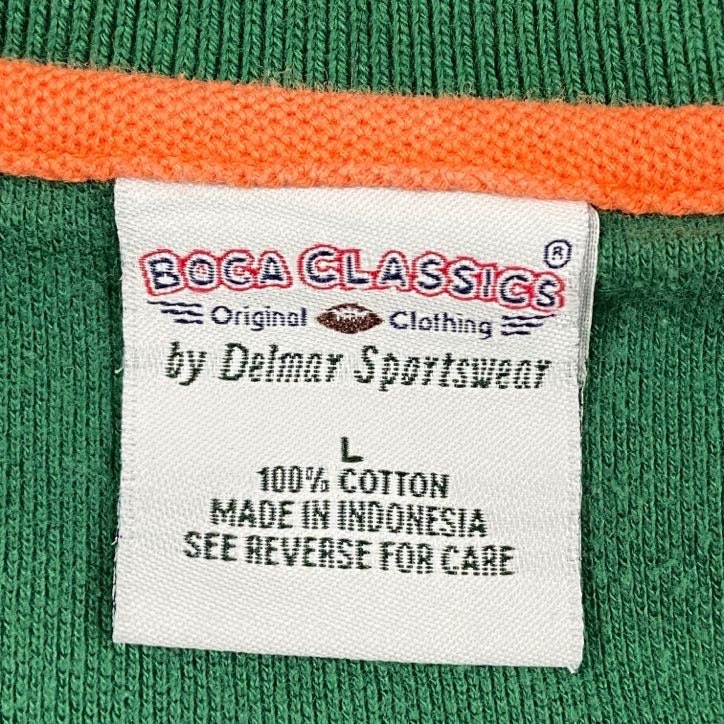 BOCA CLASSICS®
Original Clothing
by Delmar Sportswear
L
100% COTTON
MADE IN INDONESIA
SEE REVERSE FOR CARE